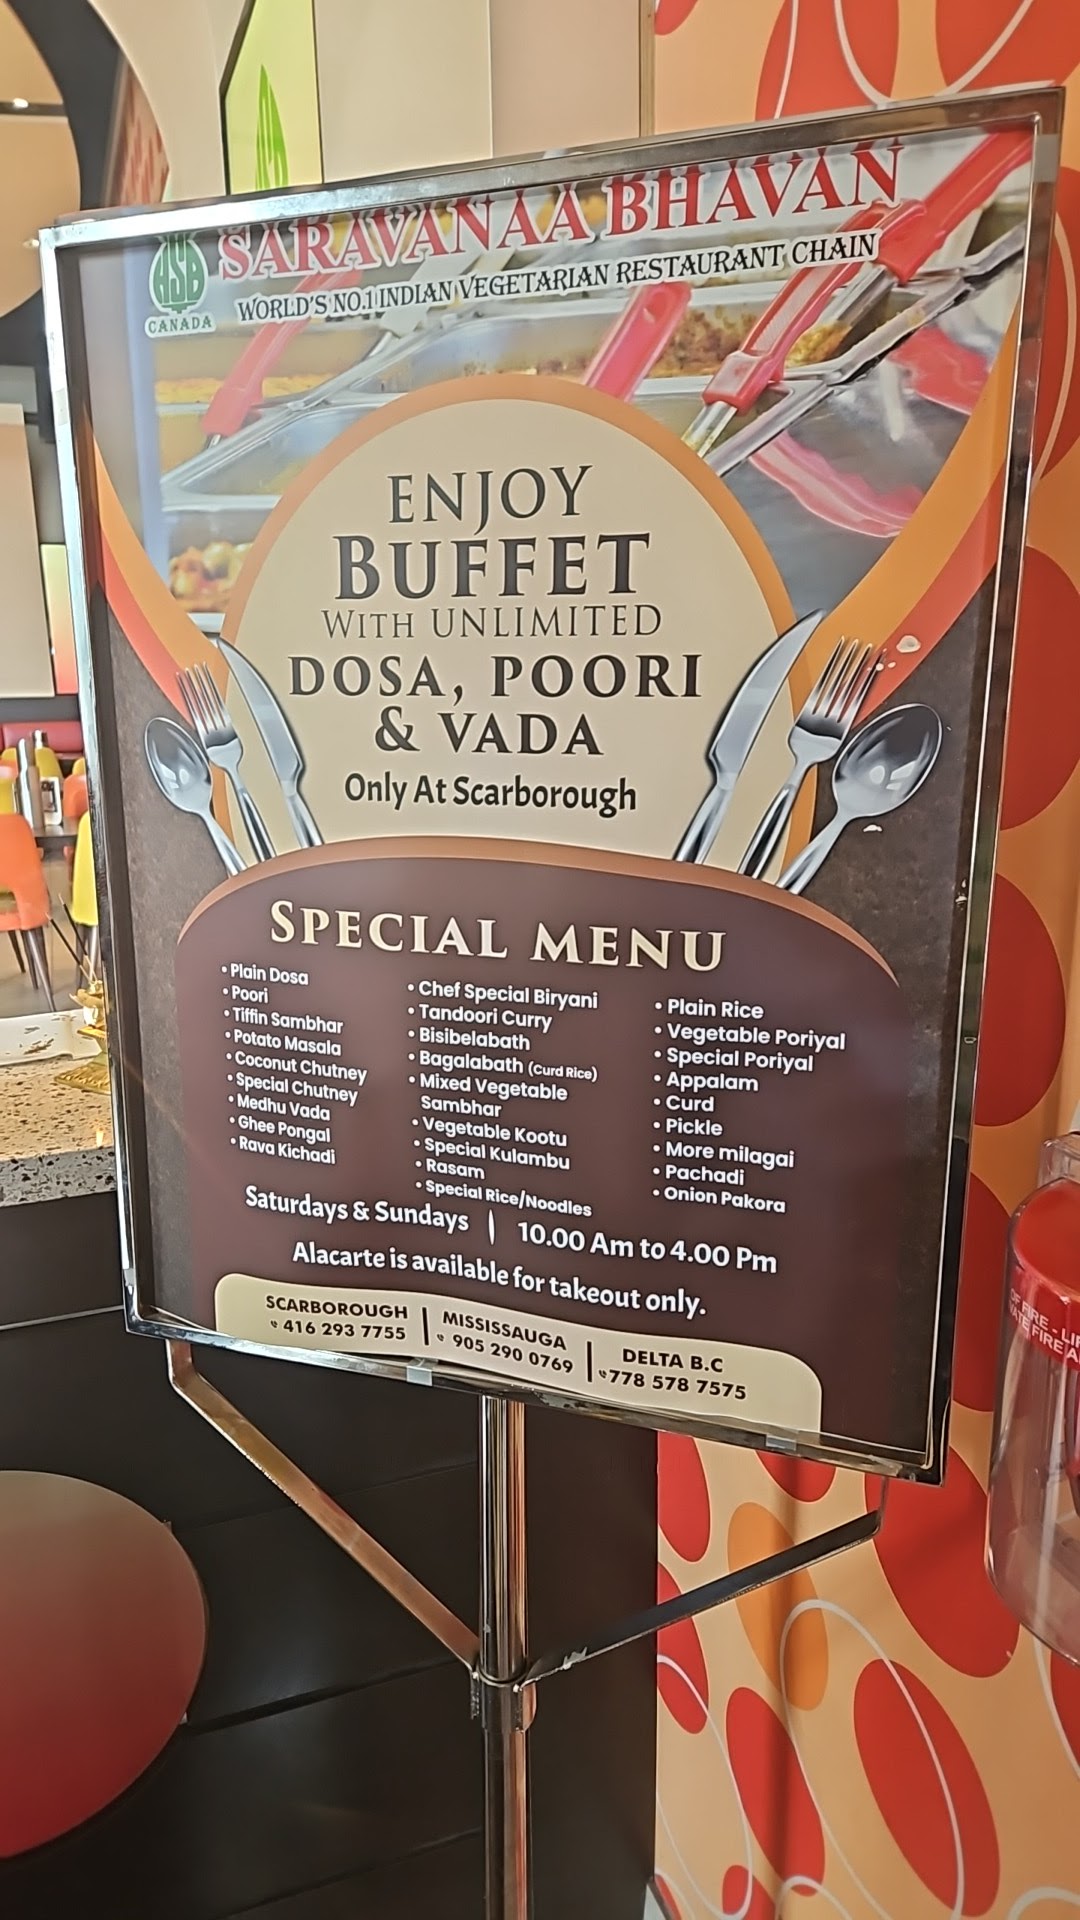 SARAVANAA BHAVAN
HSB
CANADA
WORLD'S NO.1 INDIAN VEGETARIAN RESTAURANT CHAIN
ENJOY
BUFFET
WITH UNLIMITED
DOSA, POORI
& VADA
Only At Scarborough
SPECIAL MENU
• Plain Dosa
• Poori
• Tiffin Sambhar
• Potato Masala
• Coconut Chutney
• Special Chutney
• Medhu Vada
• Ghee Pongal
• Rava Kichadi
• Chef Special Biryani
• Tandoori Curry
• Bisibelabath
• Bagalabath (Curd Rice)
• Mixed Vegetable
Sambhar
• Vegetable Kootu
• Special Kulambu
• Rasam
• Special Rice/Noodles
• Plain Rice
• Vegetable Poriyal
• Special Poriyal
• Appalam
• Curd
• Pickle
• More milagai
• Pachadi
• Onion Pakora
Saturdays & Sundays | 10.00 Am to 4.00 Pm
Alacarte is available for takeout only.
SCARBOROUGH
416 293 7755
MISSISSAUGA
905 290 0769
DELTA B.C
778 578 7575
OF FIRE - LI
FIRE A